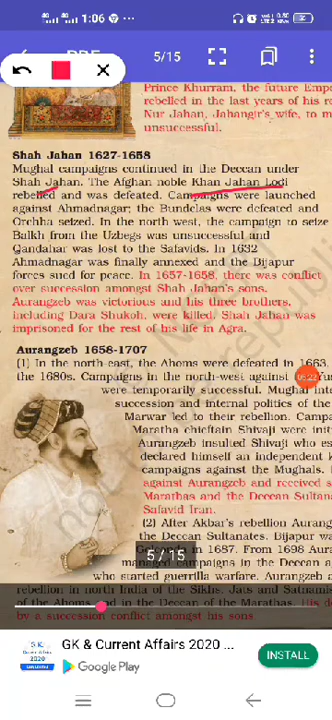 1:06
PDF
5/15
Prince Khurram, the future Emp
rebelled in the last years of his r
Nur Jahan, Jahangir's wife, to m
unsuccessful.
Shah Jahan 1627-1658
Mughal campaigns continued in the Deccan under
Shah Jahan. The Afghan noble Khan Jahan Lodi
rebelled and was defeated. Campaigns were launched
against Ahmadnagar; the Bundelas were defeated and
Orchha seized. In the north-west, the campaign to seize
Balkh from the Uzbegs was unsuccessful and
Qandahar was lost to the Safavids. In 1632
Ahmadnagar was finally annexed and the Bijapur
forces sued for peace. In 1657-1658, there was conflict
over succession amongst Shah Jahan's sons.
Aurangzeb was victorious and his three brothers,
including Dara Shukoh, were killed. Shah Jahan was
imprisoned for the rest of his life in Agra.
Aurangzeb 1658-1707
(1) In the north-east, the Ahoms were defeated in 1663,
the 1680s. Campaigns in the north-west against
were temporarily successful. Mughal inte
succession and internal politics of the
Marwar led to their rebellion. Campa
Maratha chieftain Shivaji were initi
Aurangzeb insulted Shivaji who es
declared himself an independent k
campaigns against the Mughals.
against Aurangzeb and received s
Marathas and the Deccan Sultana
Safavid Iran.
(2) After Akbar's rebellion Aurang
the Deccan Sultanates. Bijapur w
in 1687. From 1698 Aura
managed campaigns in the Deccan a
who started guerrilla warfare. Aurangzeb a
rebellion in north India of the Sikhs, Jats and Satnamis
of the Ahoms and in the Deccan of the Marathas. His de
by a succession conflict amongst his sons
5/15
GK & Current Affairs 2020 ...
Google Play
INSTALL